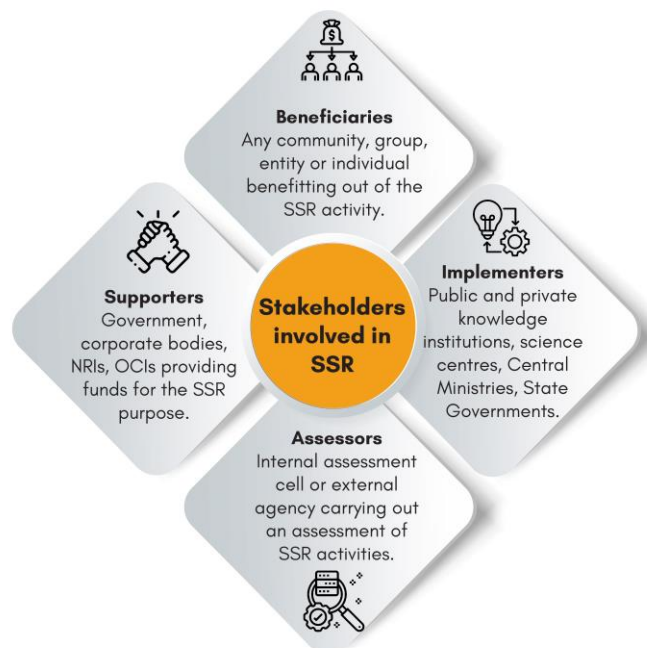 Beneficiaries
Any community, group,
entity or individual
benefitting out of the
SSR activity.
Supporters
Government,
corporate bodies,
NRIs, OCIs providing
funds for the SSR
purpose.
Stakeholders
involved in
SSR
Implementers
Public and private
knowledge
institutions, science
centres, Central
Ministries, State
Governments.
Assessors
Internal assessment
cell or external
agency carrying out
an assessment of
SSR activities.